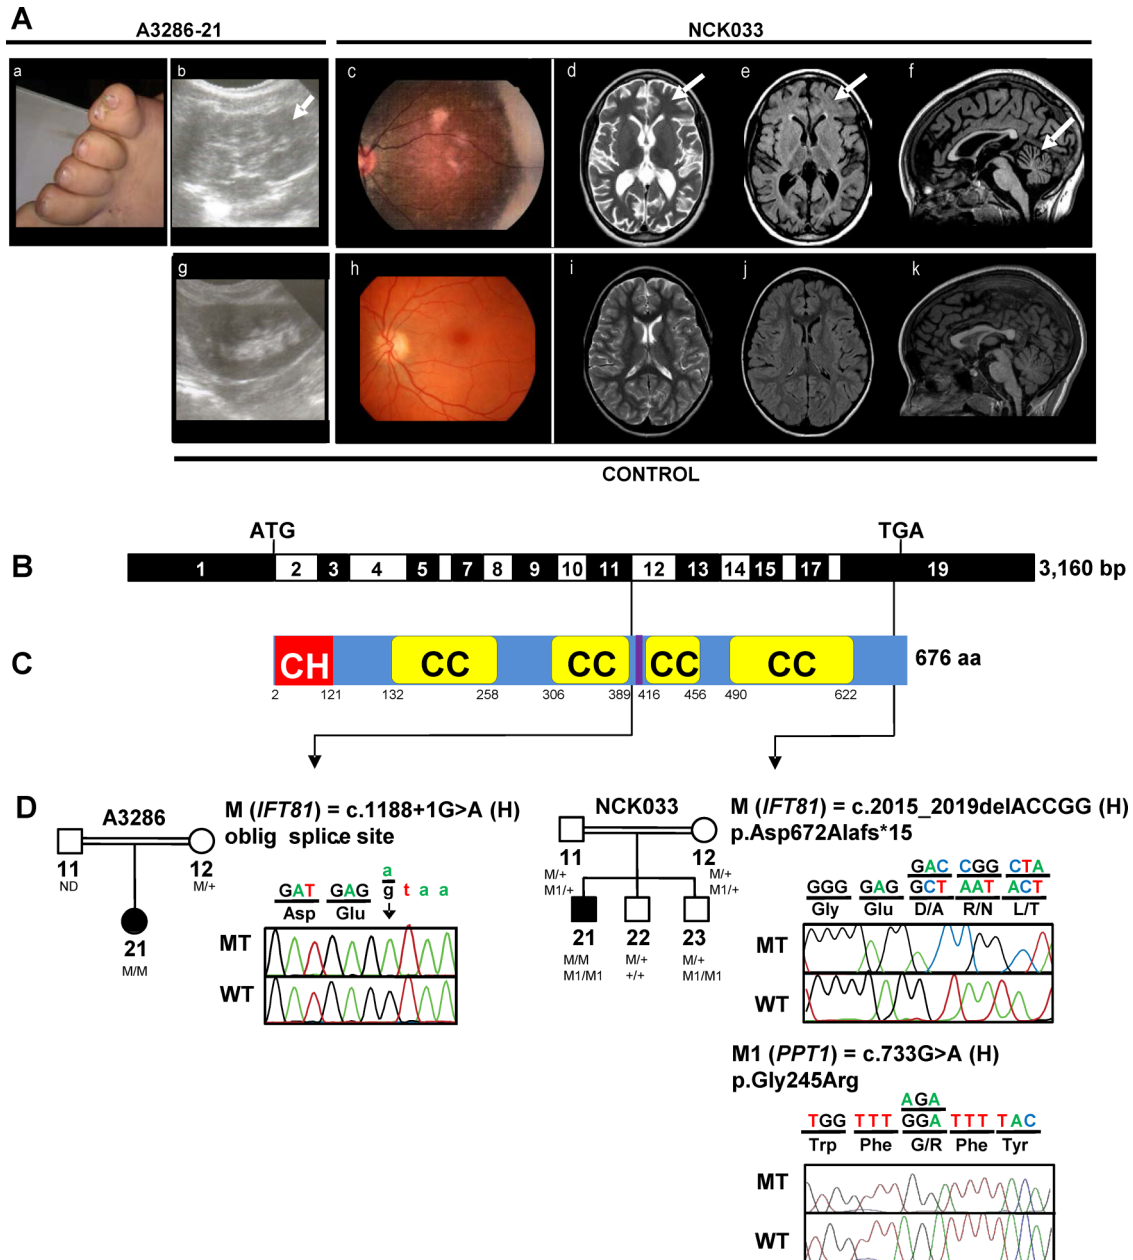 A
A3286-21
NCK033
a
b
c
d
e
f
g
h
i
j
k
CONTROL
ATG
TGA
B
1 2 3 4 5 7 8 9 10 11 12 13 14 15 17 19
3,160 bp
C
CH CC CC CC CC
676 aa
2 121 132 258 306 389 416 456 490 622
D
A3286
11
ND
12
M/+
21
M/M
M (IFT81) = c.1188+1G>A (H)
oblig splice site
a
GAT GAG g t a a
Asp Glu
MT
WT
NCK033
11
M/+
M1/+
12
M/+
M1/+
21
M/M
M1/M1
22
M/+
+/+
23
M/+
M1/M1
M (IFT81) = c.2015_2019delACCGG (H)
p.Asp672Alafs*15
GAC CGG CTA
GGG GAG GCT AAT ACT
Gly Glu D/A R/N L/T
MT
WT
M1 (PPT1) = c.733G>A (H)
p.Gly245Arg
AGA
TGG TTT GGA TTT TAC
Trp Phe G/R Phe Tyr
MT
WT